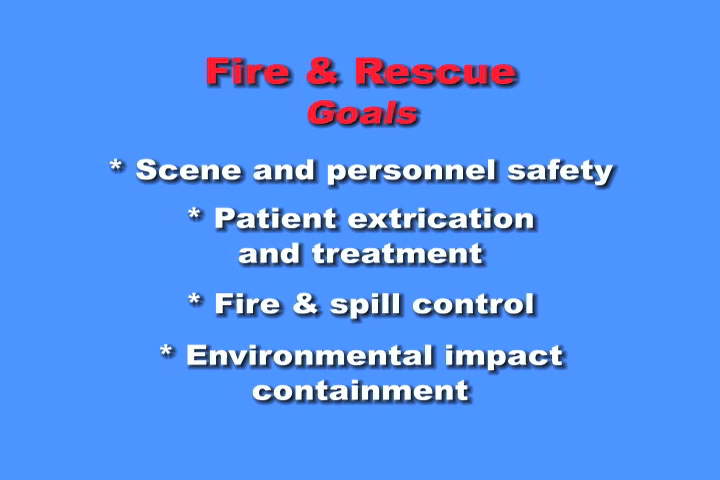 Fire & Rescue
Goals
* Scene and personnel safety
* Patient extrication
and treatment
* Fire & spill control
* Environmental impact
containment